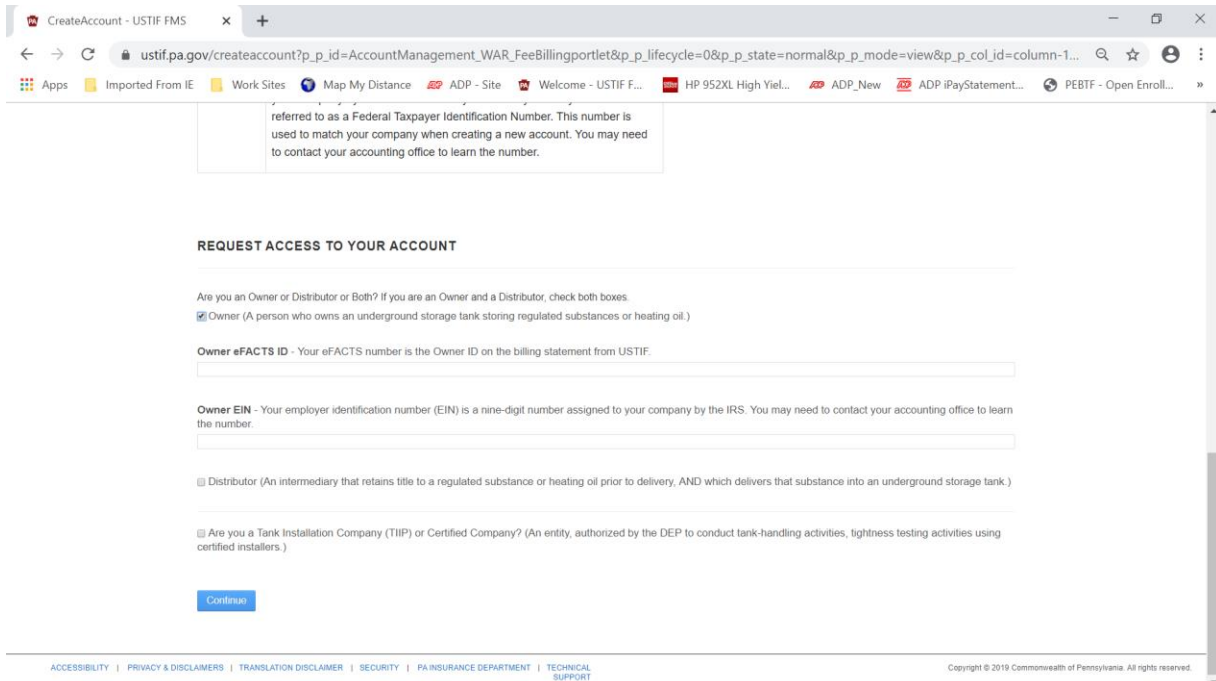 CreateAccount - USTIF FMS
ustif.pa.gov/createaccount?p_p_id=AccountManagement_WAR_FeeBillingportlet&p_p_lifecycle=0&p_p_state=normal&p_p_mode=view&p_p_col_id=column-1...
Apps Imported From IE Work Sites Map My Distance ADP - Site Welcome - USTIF F... HP 952XL High Yiel... ADP_New ADP iPayStatement... PEBTF - Open Enroll... »
referred to as a Federal Taxpayer Identification Number. This number is
used to match your company when creating a new account. You may need
to contact your accounting office to learn the number.
REQUEST ACCESS TO YOUR ACCOUNT
Are you an Owner or Distributor or Both? If you are an Owner and a Distributor, check both boxes.
Owner (A person who owns an underground storage tank storing regulated substances or heating oil.)
Owner eFACTS ID - Your eFACTS number is the Owner ID on the billing statement from USTIF.
Owner EIN - Your employer identification number (EIN) is a nine-digit number assigned to your company by the IRS. You may need to contact your accounting office to learn
the number.
Distributor (An intermediary that retains title to a regulated substance or heating oil prior to delivery, AND which delivers that substance into an underground storage tank.)
Are you a Tank Installation Company (TIIP) or Certified Company? (An entity, authorized by the DEP to conduct tank-handling activities, tightness testing activities using
certified installers.)
Continue
ACCESSIBILITY | PRIVACY & DISCLAIMERS | TRANSLATION DISCLAIMER | SECURITY | PA INSURANCE DEPARTMENT | TECHNICAL
SUPPORT
Copyright © 2019 Commonwealth of Pennsylvania. All rights reserved.